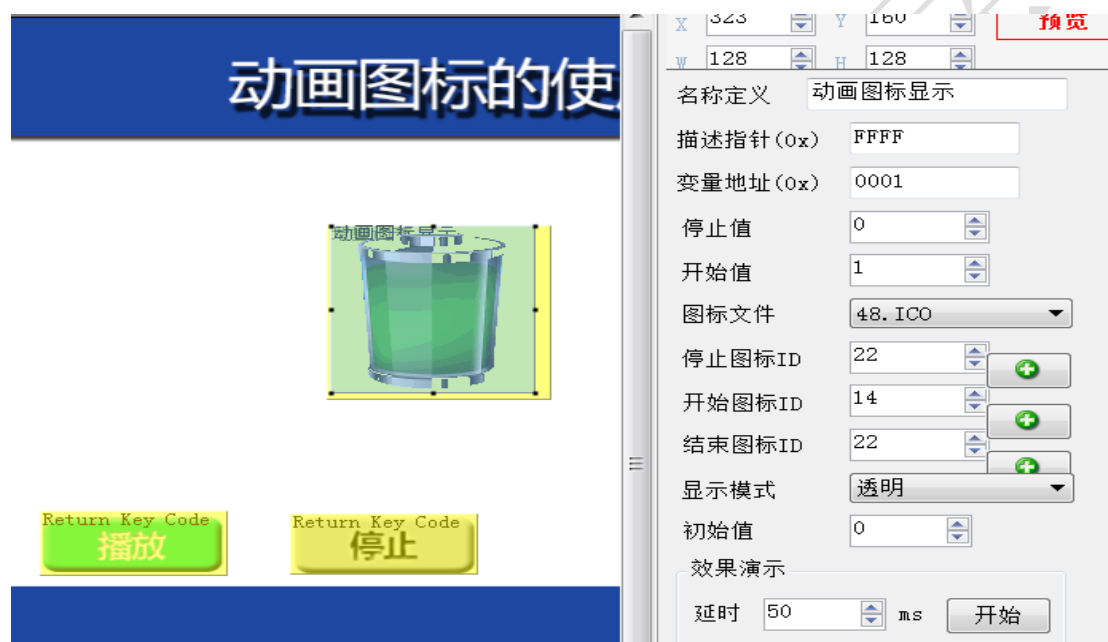 动画图标的使
动画图标显示
Return Key Code
播放
Return Key Code
停止
X 323 Y 160
预览
W 128 H 128
名称定义 动画图标显示
描述指针(0x) FFFF
变量地址(0x) 0001
停止值 0
开始值 1
图标文件 48.ICO
停止图标ID 22
开始图标ID 14
结束图标ID 22
显示模式 透明
初始值 0
效果演示
延时 50 ms 开始